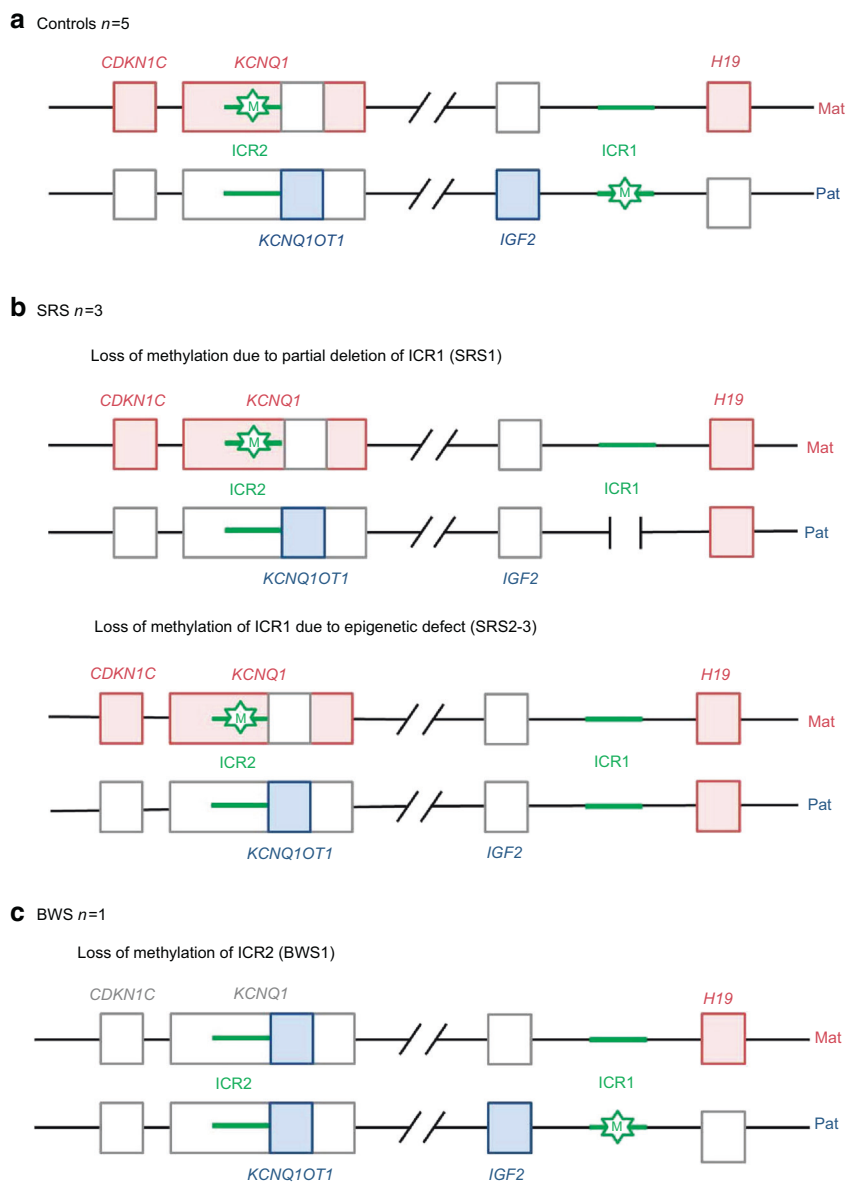 a Controls n=5
CDKN1C KCNQ1 H19
M Mat
ICR2 ICR1
M Pat
KCNQ1OT1 IGF2
b SRS n=3
Loss of methylation due to partial deletion of ICR1 (SRS1)
CDKN1C KCNQ1 H19
M Mat
ICR2 ICR1
Pat
KCNQ1OT1 IGF2
Loss of methylation of ICR1 due to epigenetic defect (SRS2-3)
CDKN1C KCNQ1 H19
M Mat
ICR2 ICR1
Pat
KCNQ1OT1 IGF2
c BWS n=1
Loss of methylation of ICR2 (BWS1)
CDKN1C KCNQ1 H19
Mat
ICR2 ICR1
M Pat
KCNQ1OT1 IGF2